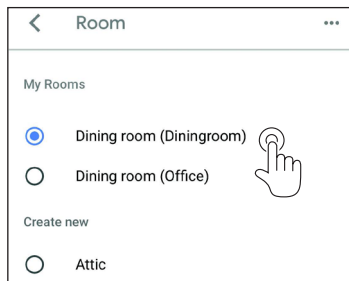 Room
My Rooms
Dining room (Diningroom)
Dining room (Office)
Create new
Attic